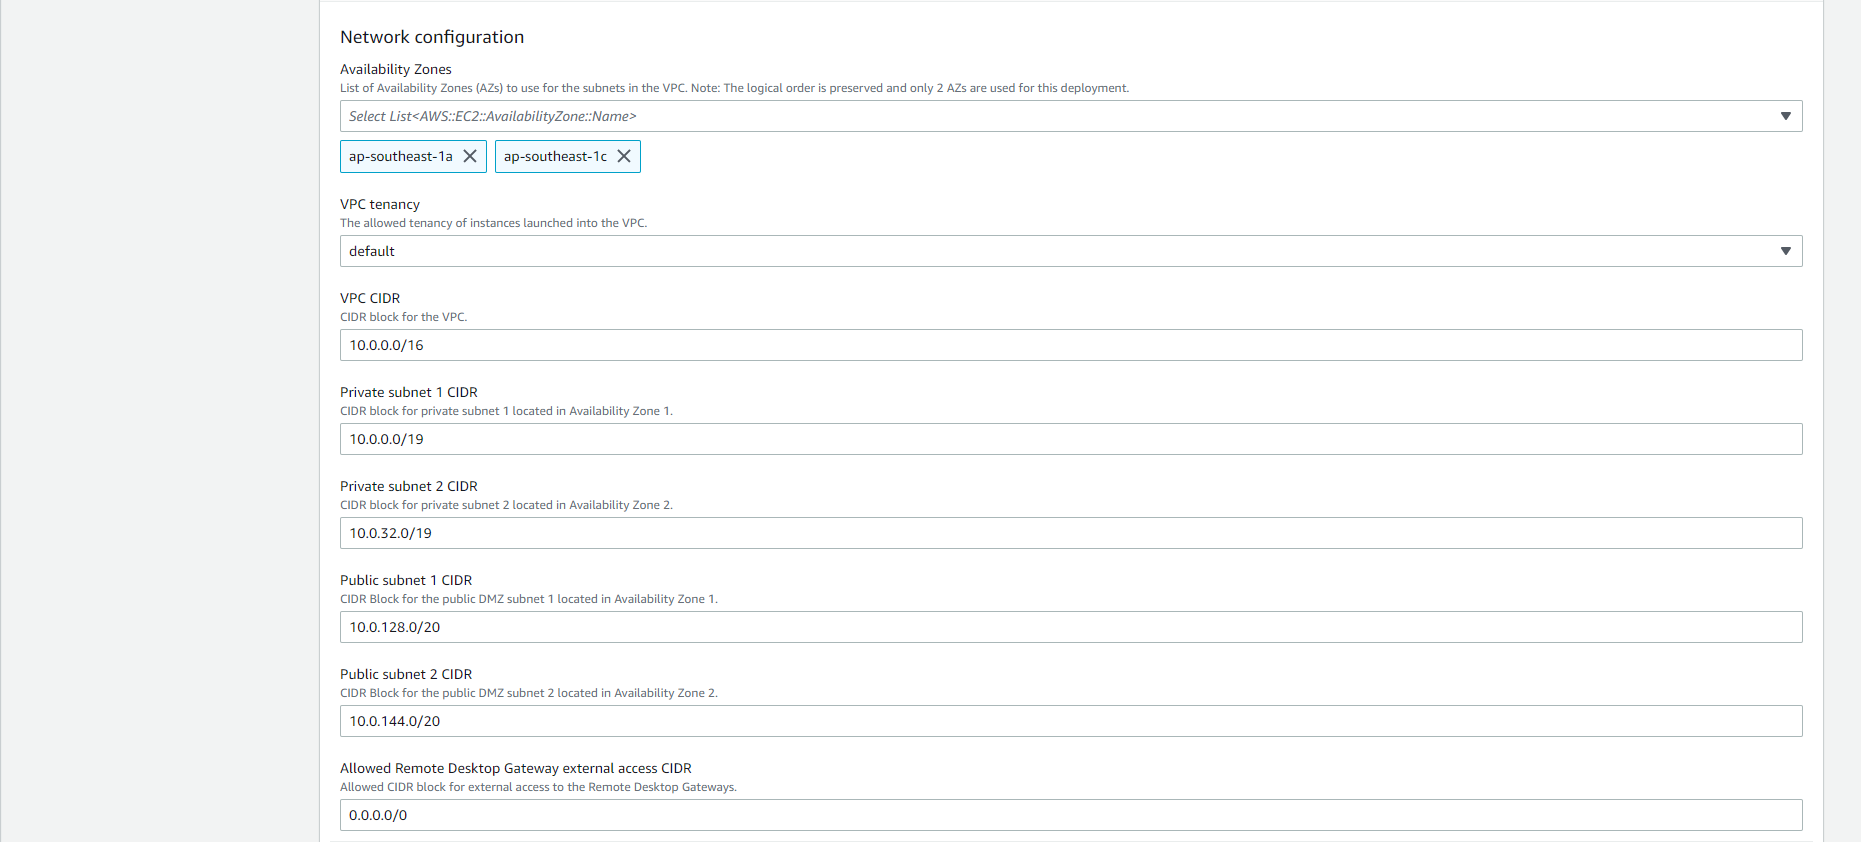 Network configuration
Availability Zones
List of Availability Zones (AZs) to use for the subnets in the VPC. Note: The logical order is preserved and only 2 AZs are used for this deployment.
Select List<AWS::EC2::AvailabilityZone::Name>
ap-southeast-1a ap-southeast-1c
VPC tenancy
The allowed tenancy of instances launched into the VPC.
default
VPC CIDR
CIDR block for the VPC.
10.0.0.0/16
Private subnet 1 CIDR
CIDR block for private subnet 1 located in Availability Zone 1.
10.0.0.0/19
Private subnet 2 CIDR
CIDR block for private subnet 2 located in Availability Zone 2.
10.0.32.0/19
Public subnet 1 CIDR
CIDR Block for the public DMZ subnet 1 located in Availability Zone 1.
10.0.128.0/20
Public subnet 2 CIDR
CIDR Block for the public DMZ subnet 2 located in Availability Zone 2.
10.0.144.0/20
Allowed Remote Desktop Gateway external access CIDR
Allowed CIDR block for external access to the Remote Desktop Gateways.
0.0.0.0/0